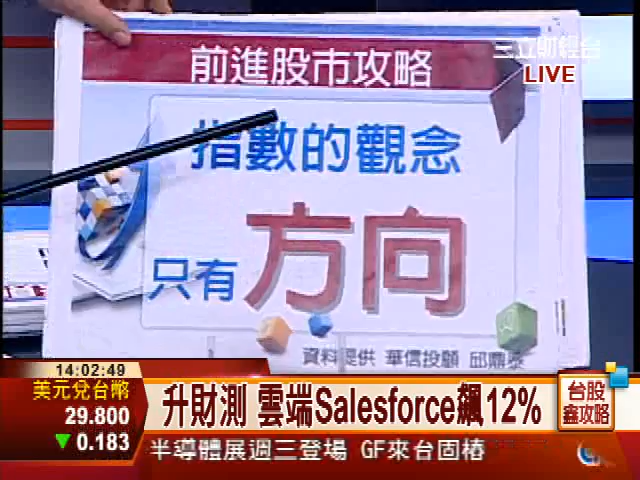 三立財經台
LIVE
前進股市攻略
指數的觀念
只有方向
資料提供 華信投顧 邱鼎泰
14:02:49
美元兌台幣
29.800
▼0.183
升財測 雲端Salesforce飆12%
台股
鑫攻略
半導體展週三登場 GF來台固樁